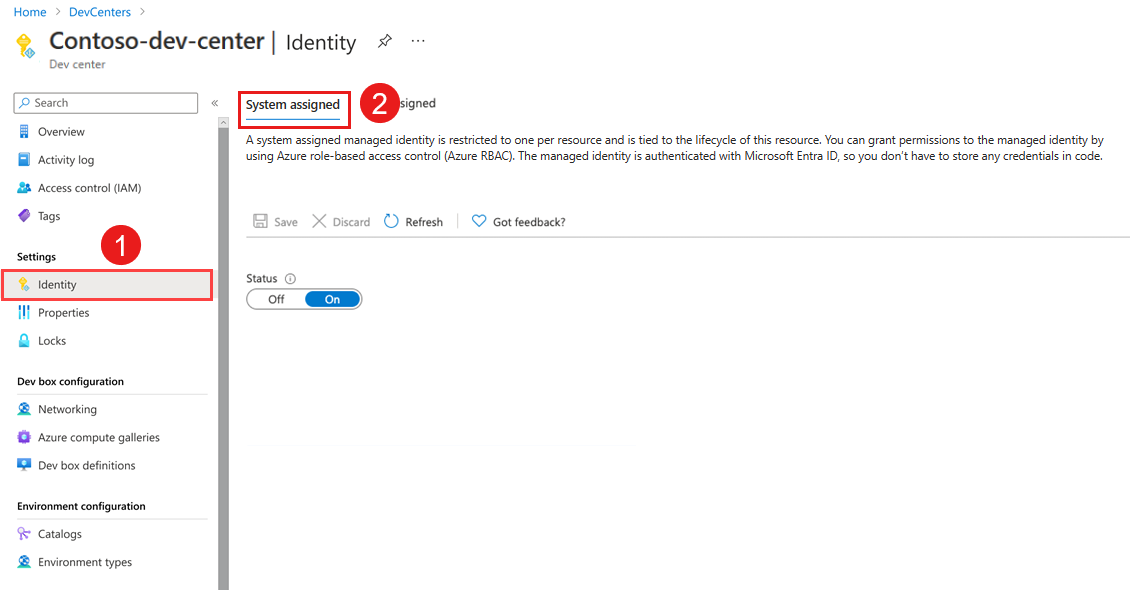 Home > DevCenters >
Contoso-dev-center | Identity ...
Dev center
Search «
Overview
Activity log
Access control (IAM)
Tags
Settings
1
Identity
Properties
Locks
Dev box configuration
Networking
Azure compute galleries
Dev box definitions
Environment configuration
Catalogs
Environment types
System assigned 2 signed
A system assigned managed identity is restricted to one per resource and is tied to the lifecycle of this resource. You can grant permissions to the managed identity by
using Azure role-based access control (Azure RBAC). The managed identity is authenticated with Microsoft Entra ID, so you don't have to store any credentials in code.
Save Discard Refresh Got feedback?
Status
Off On